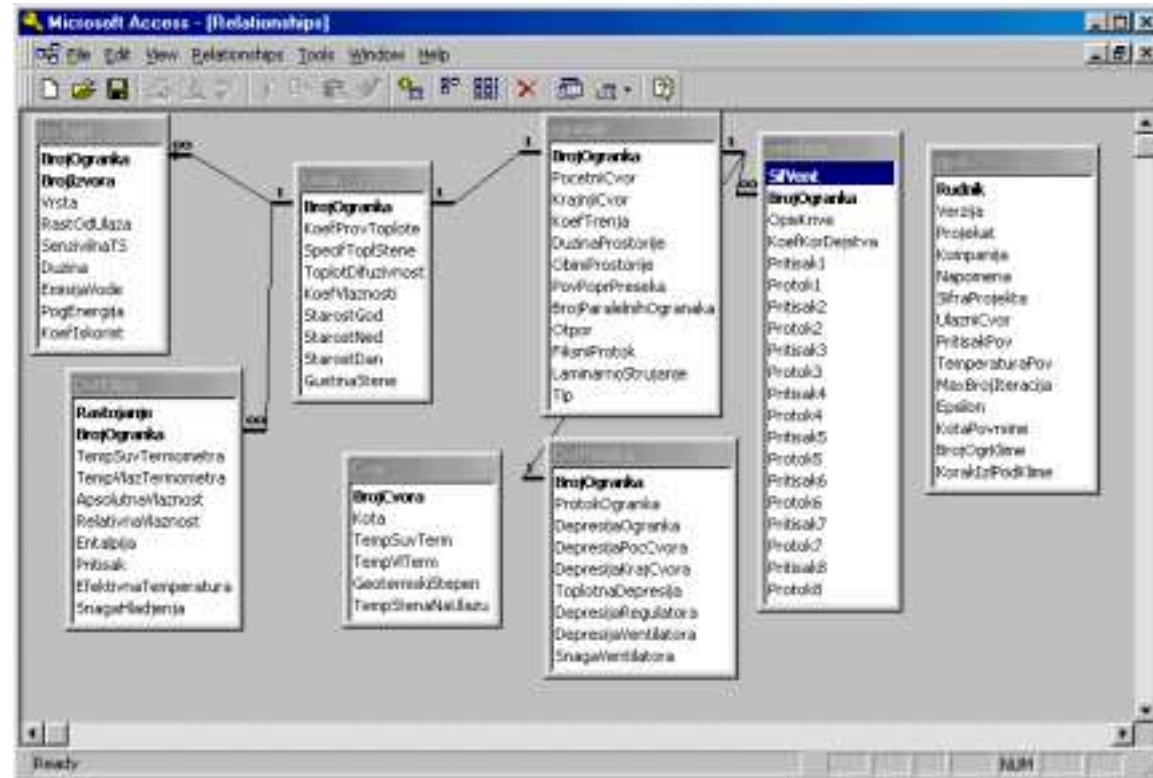 Microsoft Access - [Relationships]
File Edit View Relationships Tools Window Help
BrojOgranka
BrojIzvora
Vrsta
RastOdUlaza
SenzivilnaTS
Duzina
EmisijaVode
PogEnergija
KoefIskorist
∞
1
BrojOgranka
KoefProvToplote
SpecifToplStene
ToplotDifuzivnost
KoefVlaznosti
StarostGod
StarostNed
StarostDan
GustinaStene
1
1
BrojOgranka
PocetniCvor
KrajnjiCvor
KoefTrenja
DuzinaProstorije
ObimProstorije
PovPoprPreseka
BrojParalelnihOgranaka
Otpor
FiksniProtok
LaminarnoStrujanje
Tip
1
∞
SifVent
BrojOgranka
OpisKrive
KoefKorDejstva
Pritisak1
Protok1
Pritisak2
Protok2
Pritisak3
Protok3
Pritisak4
Protok4
Pritisak5
Protok5
Pritisak6
Protok6
Pritisak7
Protok7
Pritisak8
Protok8
Rudnik
Verzija
Projekat
Kompanija
Napomena
SifraProjekta
UlazniCvor
PritisakPov
TemperaturaPov
MaxBrojIteracija
Epsilon
KotaPovrsine
BrojOgrKlime
KorakIzlPodKlime
Rastojanje
BrojOgranka
TempSuvTermometra
TempVlazTermometra
ApsolutnaVlaznost
RelativnaVlaznost
Entalpija
Pritisak
EfektivnaTemperatura
SnagaHladjenja
∞
BrojCvora
Kota
TempSuvTerm
TempVlTerm
GeotermskiStepen
TempStenaNaUlazu
1
BrojOgranka
ProtokOgranka
DepresijaOgranka
DepresijaPocCvora
DepresijaKrajCvora
ToplotnaDepresija
DepresijaRegulatora
DepresijaVentilatora
SnagaVentilatora
Ready
NUM